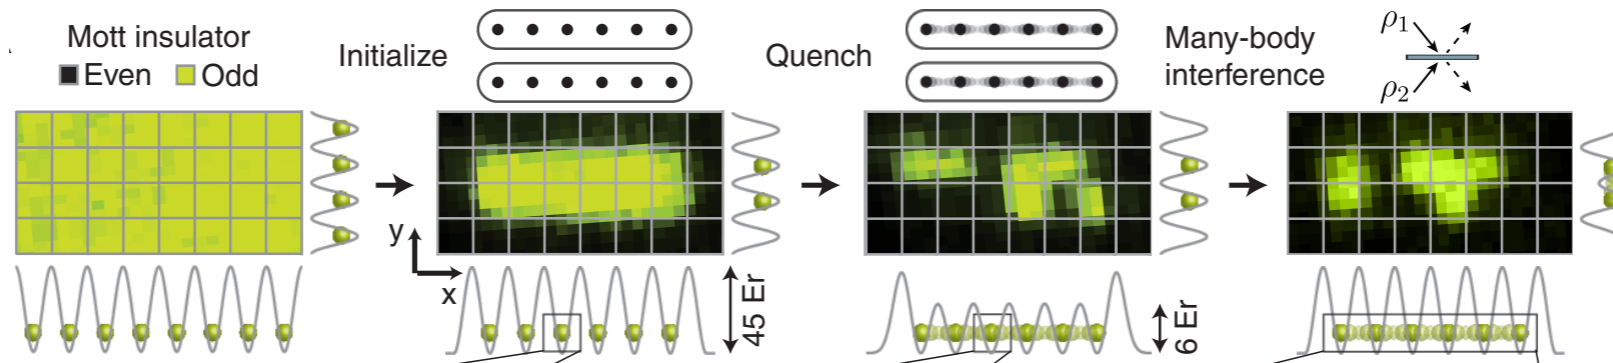 Mott insulator
Even Odd
Initialize
Quench
Many-body
interference
ρ1
ρ2
y
x
45 Er
6 Er